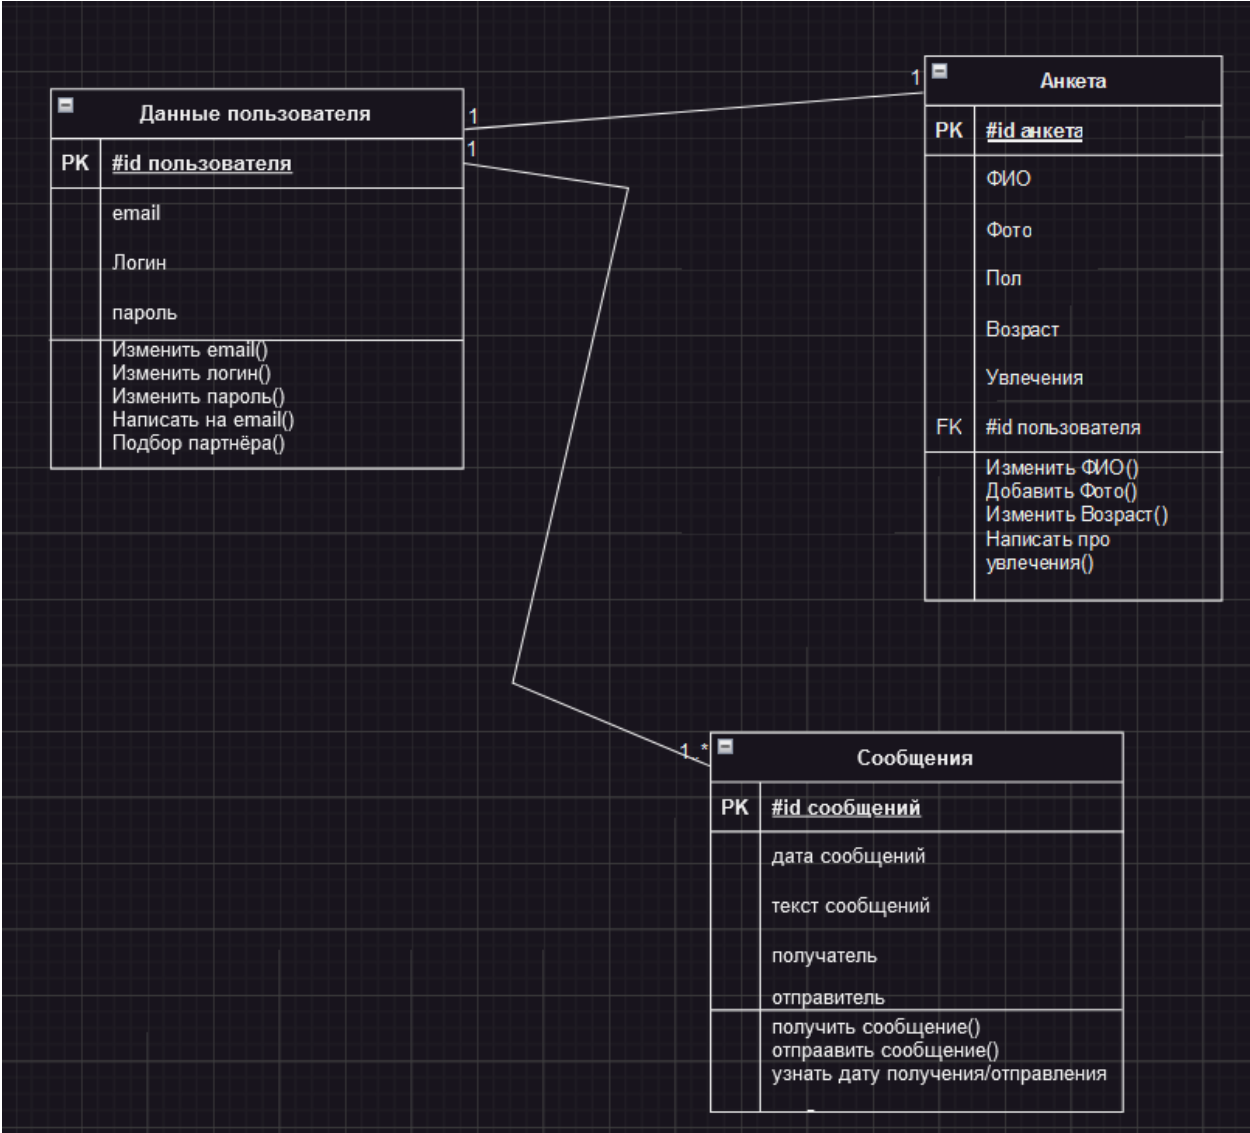 Данные пользователя
PK #id пользователя
email
Логин
пароль
Изменить email()
Изменить логин()
Изменить пароль()
Написать на email()
Подбор партнёра()
1
1
1
Анкета
PK #id анкета
ФИО
Фото
Пол
Возраст
Увлечения
FK #id пользователя
Изменить ФИО()
Добавить Фото()
Изменить Возраст()
Написать про
увлечения()
1..*
Сообщения
PK #id сообщений
дата сообщений
текст сообщений
получатель
отправитель
получить сообщение()
отпраавить сообщение()
узнать дату получения/отправления